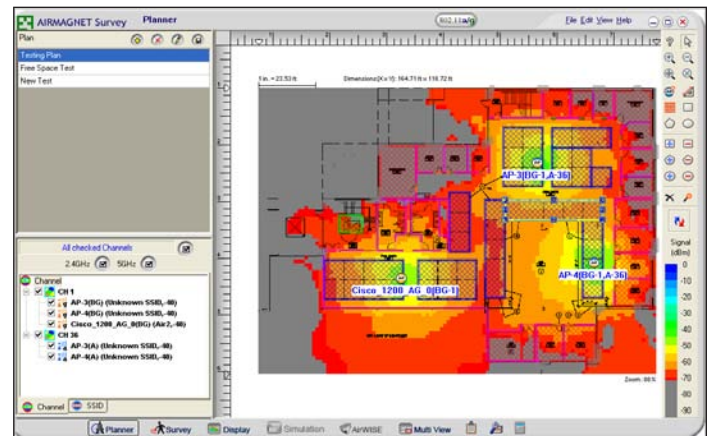 AIRMAGNET Survey Planner
802.11a/g
File Edit View Help
Plan
Testing Plan
Free Space Test
New Test
1 in. = 23.53 ft
Dimensions(X x Y): 164.71 ft x 118.72 ft
AP-3(BG-1,A-36)
AP-4(BG-1,A-36)
Cisco_1200_AG_0(BG-1)
Zoom: 88%
All checked Channels
2.4GHz
5GHz
Channel
CH 1
AP-3(BG) (Unknown SSID,-40)
AP-4(BG) (Unknown SSID,-40)
Cisco_1200_AG_0(BG) (Air2,-40)
CH 36
AP-3(A) (Unknown SSID,-40)
AP-4(A) (Unknown SSID,-40)
Channel SSID
Signal
(dBm)
0
-10
-20
-30
-40
-50
-60
-70
-80
-90
Planner Survey Display Simulation AirWISE Multi View